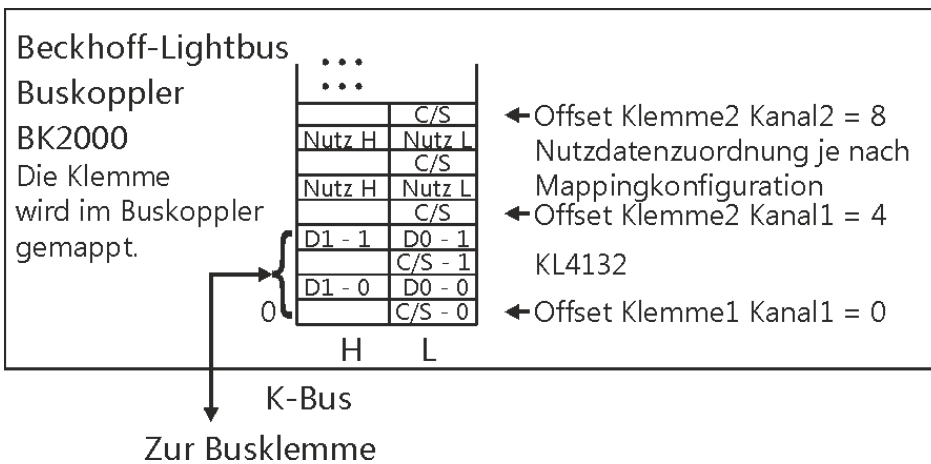 Beckhoff-Lightbus
Buskoppler
BK2000
Die Klemme
wird im Buskoppler
gemappt.
...
...
C/S
Nutz H Nutz L
C/S
Nutz H Nutz L
C/S
D1 - 1 D0 - 1
C/S - 1
D1 - 0 D0 - 0
0 C/S - 0
H L
Offset Klemme2 Kanal2 = 8
Nutzdatenzuordnung je nach
Mappingkonfiguration
Offset Klemme2 Kanal1 = 4
KL4132
Offset Klemme1 Kanal1 = 0
K-Bus
Zur Busklemme